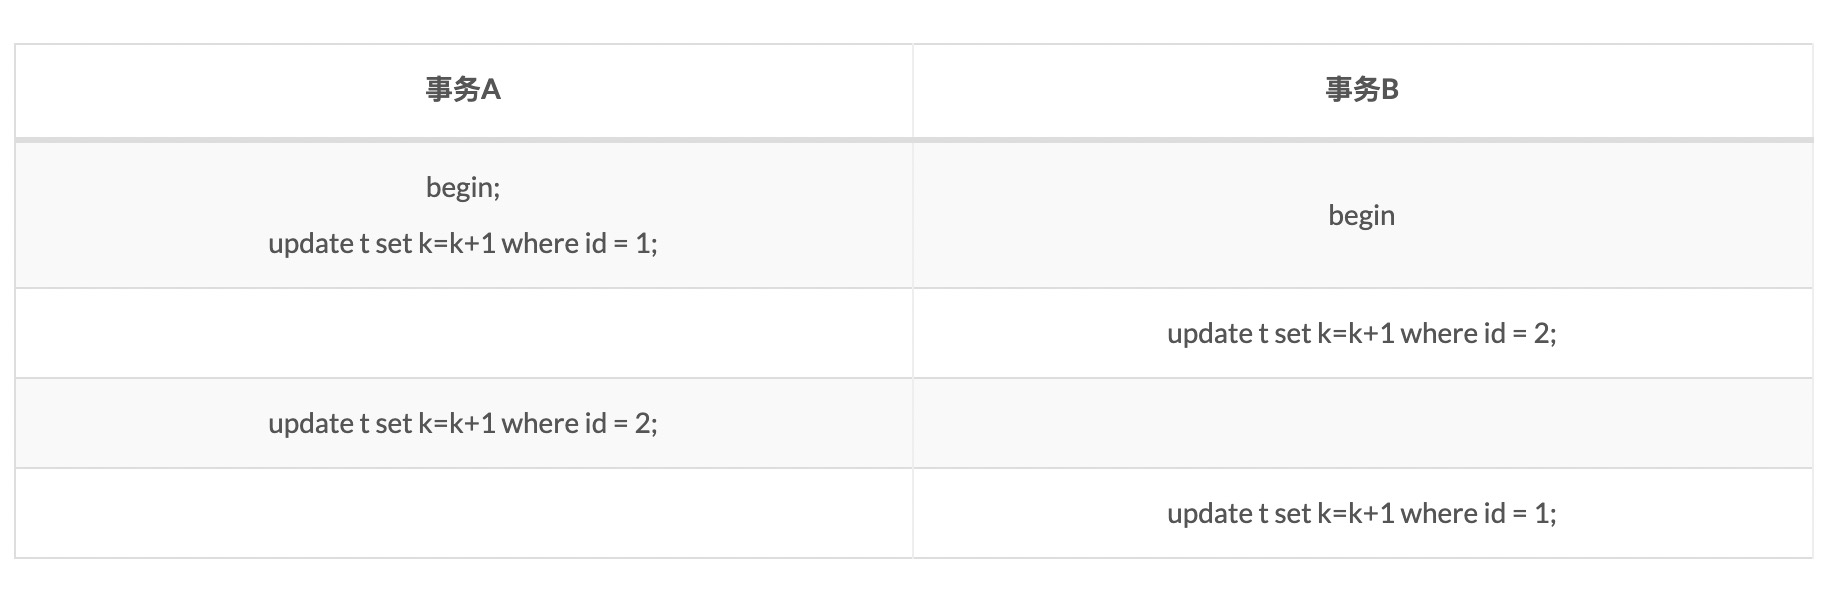 事务A
事务B
begin;
update t set k=k+1 where id = 1;
begin
update t set k=k+1 where id = 2;
update t set k=k+1 where id = 2;
update t set k=k+1 where id = 1;